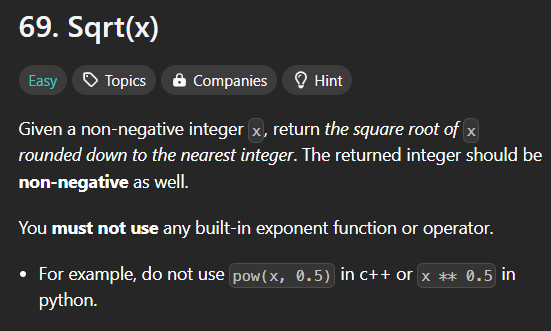 69. Sqrt(x)
Easy Topics Companies Hint
Given a non-negative integer x, return the square root of x
rounded down to the nearest integer. The returned integer should be
non-negative as well.
You must not use any built-in exponent function or operator.
• For example, do not use pow(x, 0.5) in c++ or x ** 0.5 in
python.